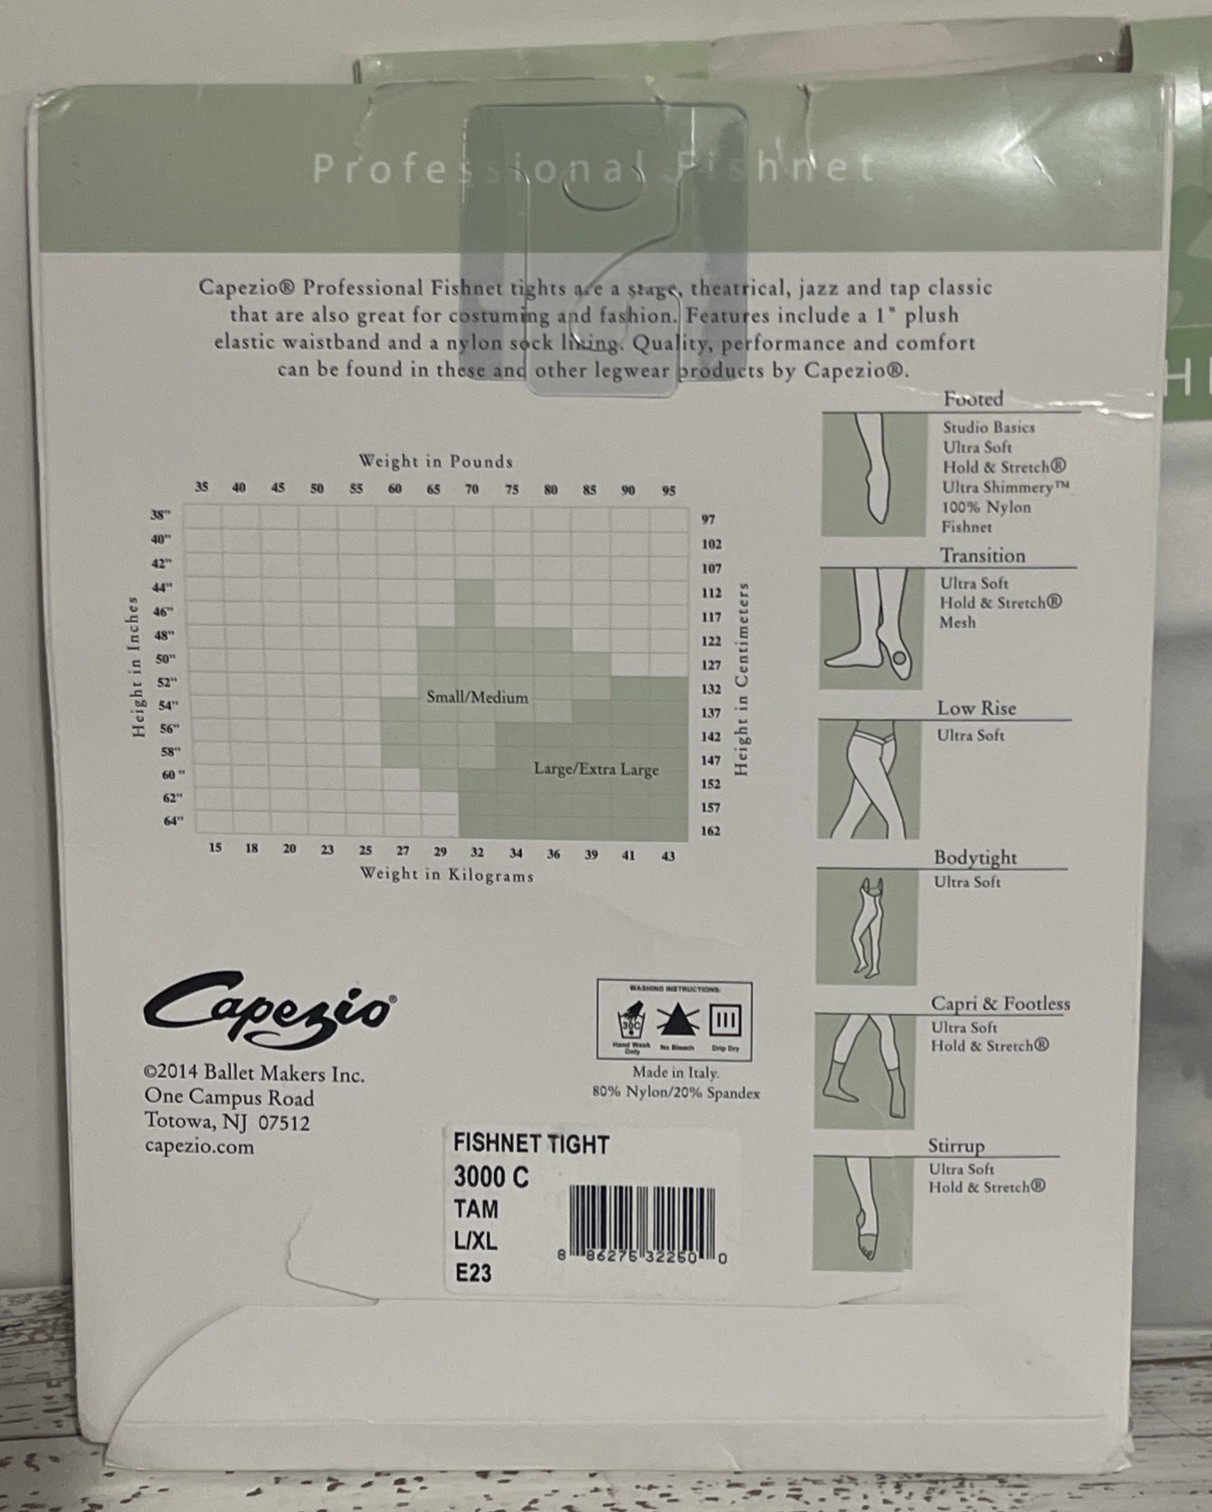 Professional Fishnet
Capezio® Professional Fishnet tights are a stage, theatrical, jazz and tap classic
that are also great for costuming and fashion. Features include a 1" plush
elastic waistband and a nylon sock lining. Quality, performance and comfort
can be found in these and other legwear products by Capezio®.
Weight in Pounds
35 40 45 50 55 60 65 70 75 80 85 90 95
Height in Inches
38"
40"
42"
44"
46"
48"
50"
52"
54"
56"
58"
60 "
62"
64"
Small/Medium
Large/Extra Large
97
102
107
112
117
122
127
132
137
142
147
152
157
162
Height in Centimeters
15 18 20 23 25 27 29 32 34 36 39 41 43
Weight in Kilograms
Footed
Studio Basics
Ultra Soft
Hold & Stretch®
Ultra Shimmery™
100% Nylon
Fishnet
Transition
Ultra Soft
Hold & Stretch®
Mesh
Low Rise
Ultra Soft
Bodytight
Ultra Soft
Capri & Footless
Ultra Soft
Hold & Stretch®
Stirrup
Ultra Soft
Hold & Stretch®
Capezio®
©2014 Ballet Makers Inc.
One Campus Road
Totowa, NJ 07512
capezio.com
WASHING INSTRUCTIONS:
30C
Hand Wash
Only
No Bleach
Drip Dry
Made in Italy.
80% Nylon/20% Spandex
FISHNET TIGHT
3000 C
TAM
L/XL
E23
8 86275 32250 0
H